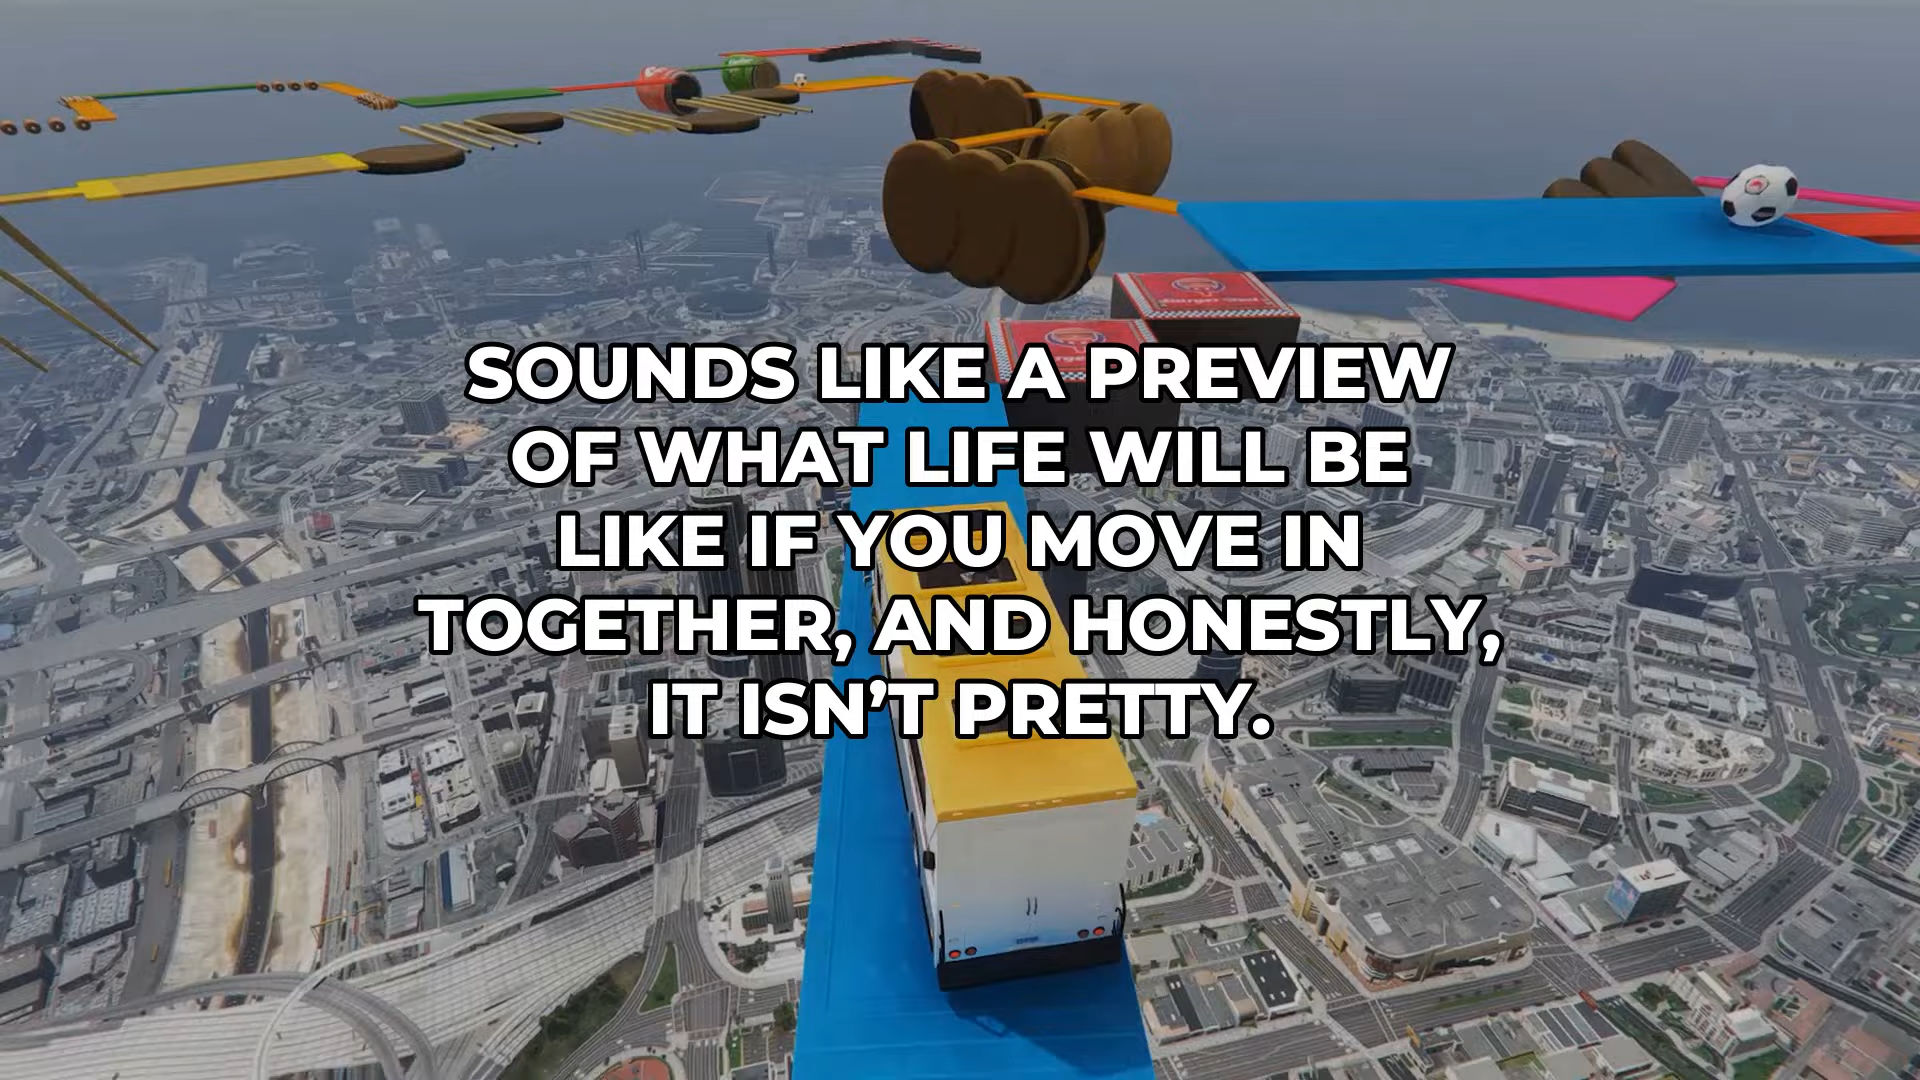 SOUNDS LIKE A PREVIEW
OF WHAT LIFE WILL BE
LIKE IF YOU MOVE IN
TOGETHER, AND HONESTLY,
IT ISN’T PRETTY.